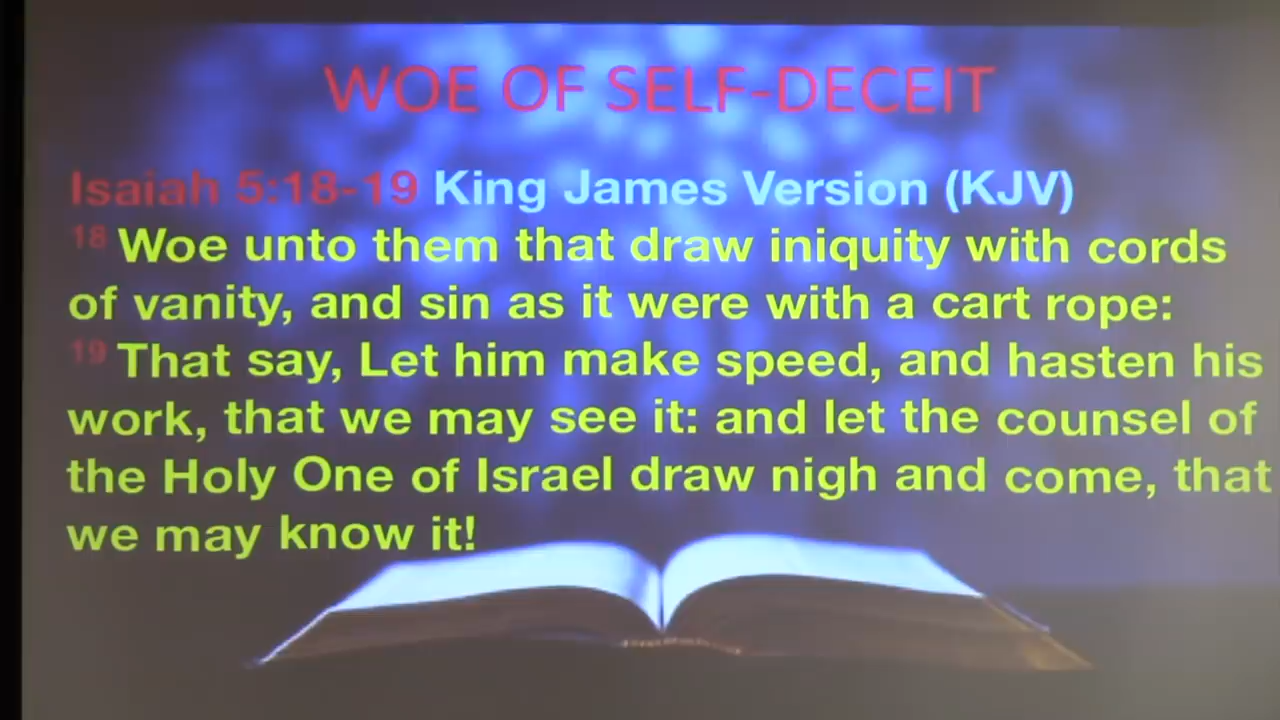 WOE OF SELF-DECEIT
Isaiah 5:18-19 King James Version (KJV)
18 Woe unto them that draw iniquity with cords
of vanity, and sin as it were with a cart rope:
19 That say, Let him make speed, and hasten his
work, that we may see it: and let the counsel of
the Holy One of Israel draw nigh and come, that
we may know it!